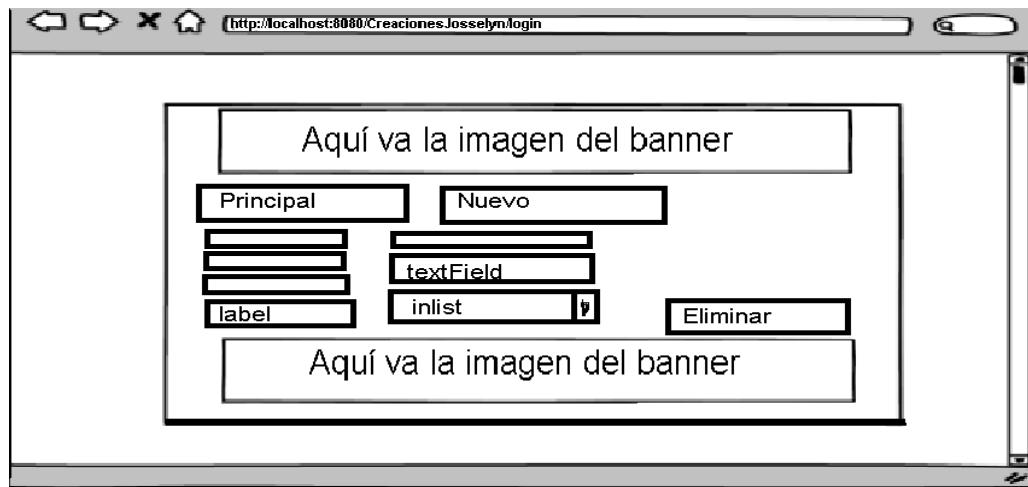 http://localhost:8080/CreacionesJosselyn/login
Aquí va la imagen del banner
Principal
Nuevo
textField
label
inlist
Eliminar
Aquí va la imagen del banner